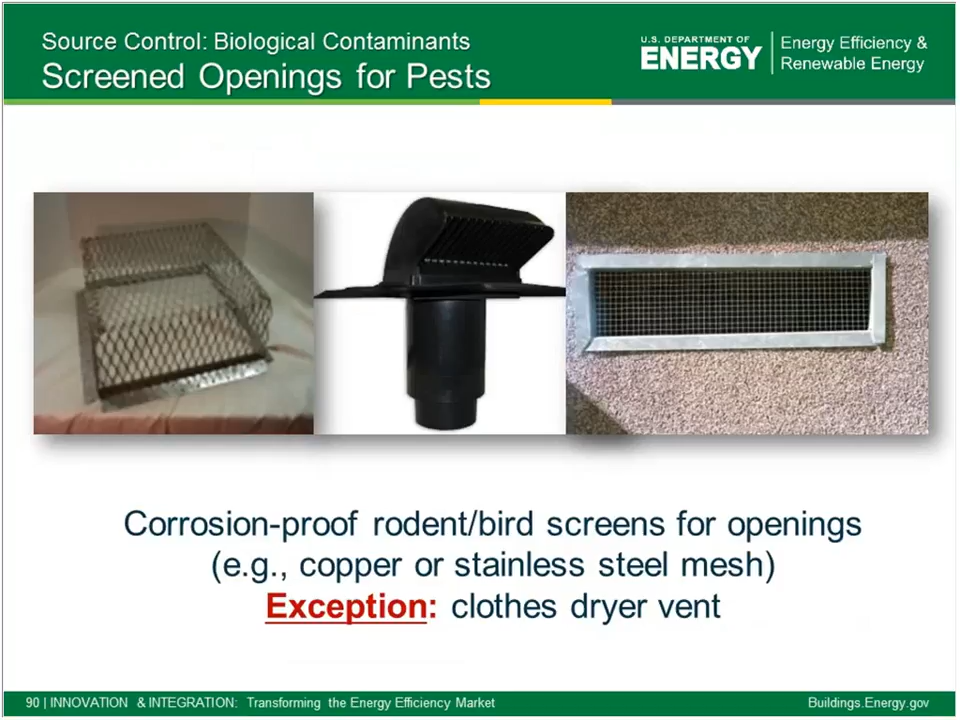 Source Control: Biological Contaminants
Screened Openings for Pests
U.S. DEPARTMENT OF
ENERGY
Energy Efficiency &
Renewable Energy
Corrosion-proof rodent/bird screens for openings
(e.g., copper or stainless steel mesh)
Exception: clothes dryer vent
90 | INNOVATION & INTEGRATION: Transforming the Energy Efficiency Market
Buildings.Energy.gov